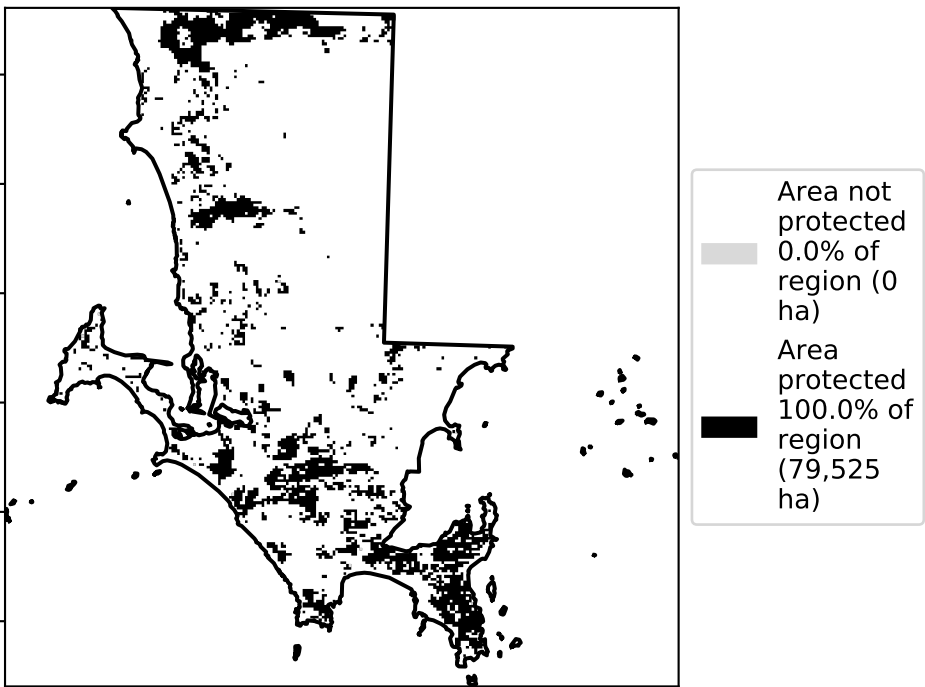 Area not
protected
0.0% of
region (0
ha)
Area
protected
100.0% of
region
(79,525
ha)